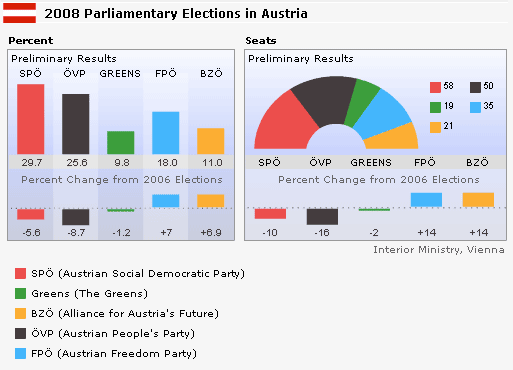 2008 Parliamentary Elections in Austria
Percent
Preliminary Results
SPÖ ÖVP GREENS FPÖ BZÖ
29.7 25.6 9.8 18.0 11.0
Percent Change from 2006 Elections
-5.6 -8.7 -1.2 +7 +6.9
Seats
Preliminary Results
58 50
19 35
21
SPÖ ÖVP GREENS FPÖ BZÖ
Percent Change from 2006 Elections
-10 -16 -2 +14 +14
Interior Ministry, Vienna
SPÖ (Austrian Social Democratic Party)
Greens (The Greens)
BZÖ (Alliance for Austria's Future)
ÖVP (Austrian People's Party)
FPÖ (Austrian Freedom Party)